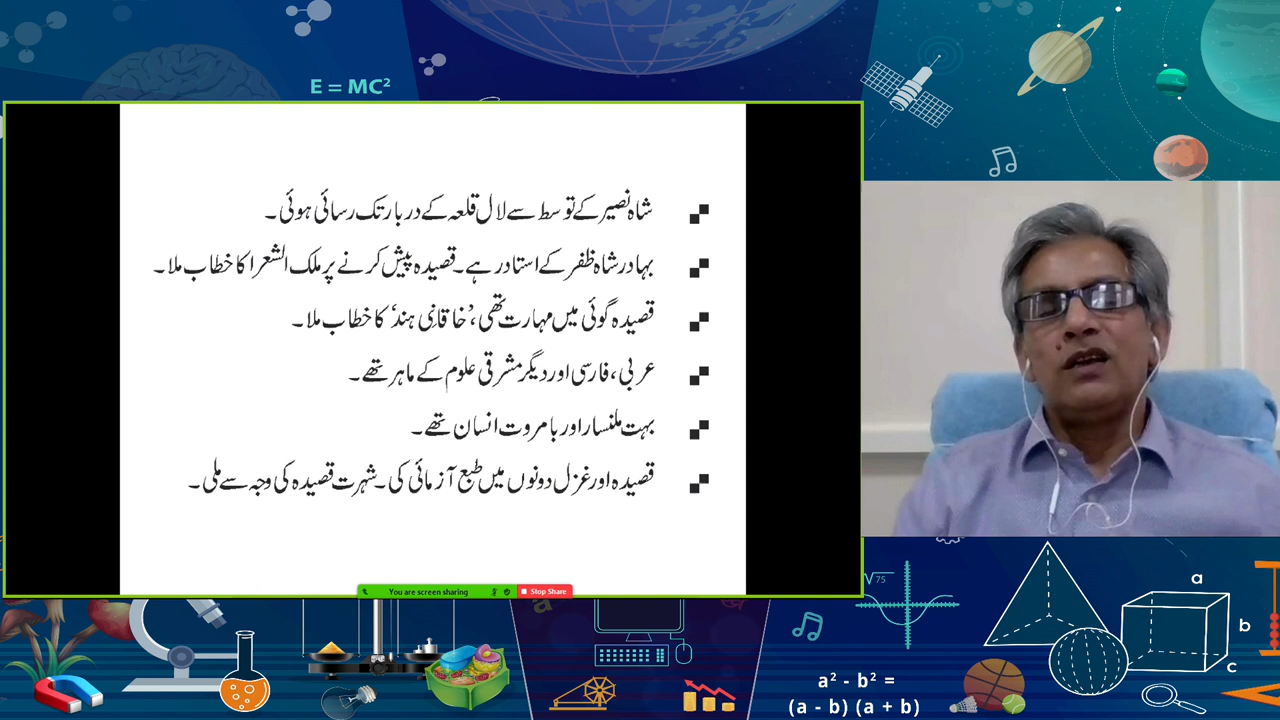 E = MC²
شاہ نصیر کے توسط سے لال قلعہ کے دربار تک رسائی ہوئی۔
بہادر شاہ ظفر کے استاد رہے۔ قصیدہ پیش کرنے پر ملک الشعرا کا خطاب ملا۔
قصیدہ گوئی میں مہارت تھی، ’خاقانیِ ہند‘ کا خطاب ملا۔
عربی، فارسی اور دیگر مشرقی علوم کے ماہر تھے۔
بہت ملنسار اور بامروت انسان تھے۔
قصیدہ اور غزل دونوں میں طبع آزمائی کی۔ شہرت قصیدہ کی وجہ سے ملی۔
You are screen sharing
Stop Share
√75
a
b
c
a² - b² =
(a - b) (a + b)